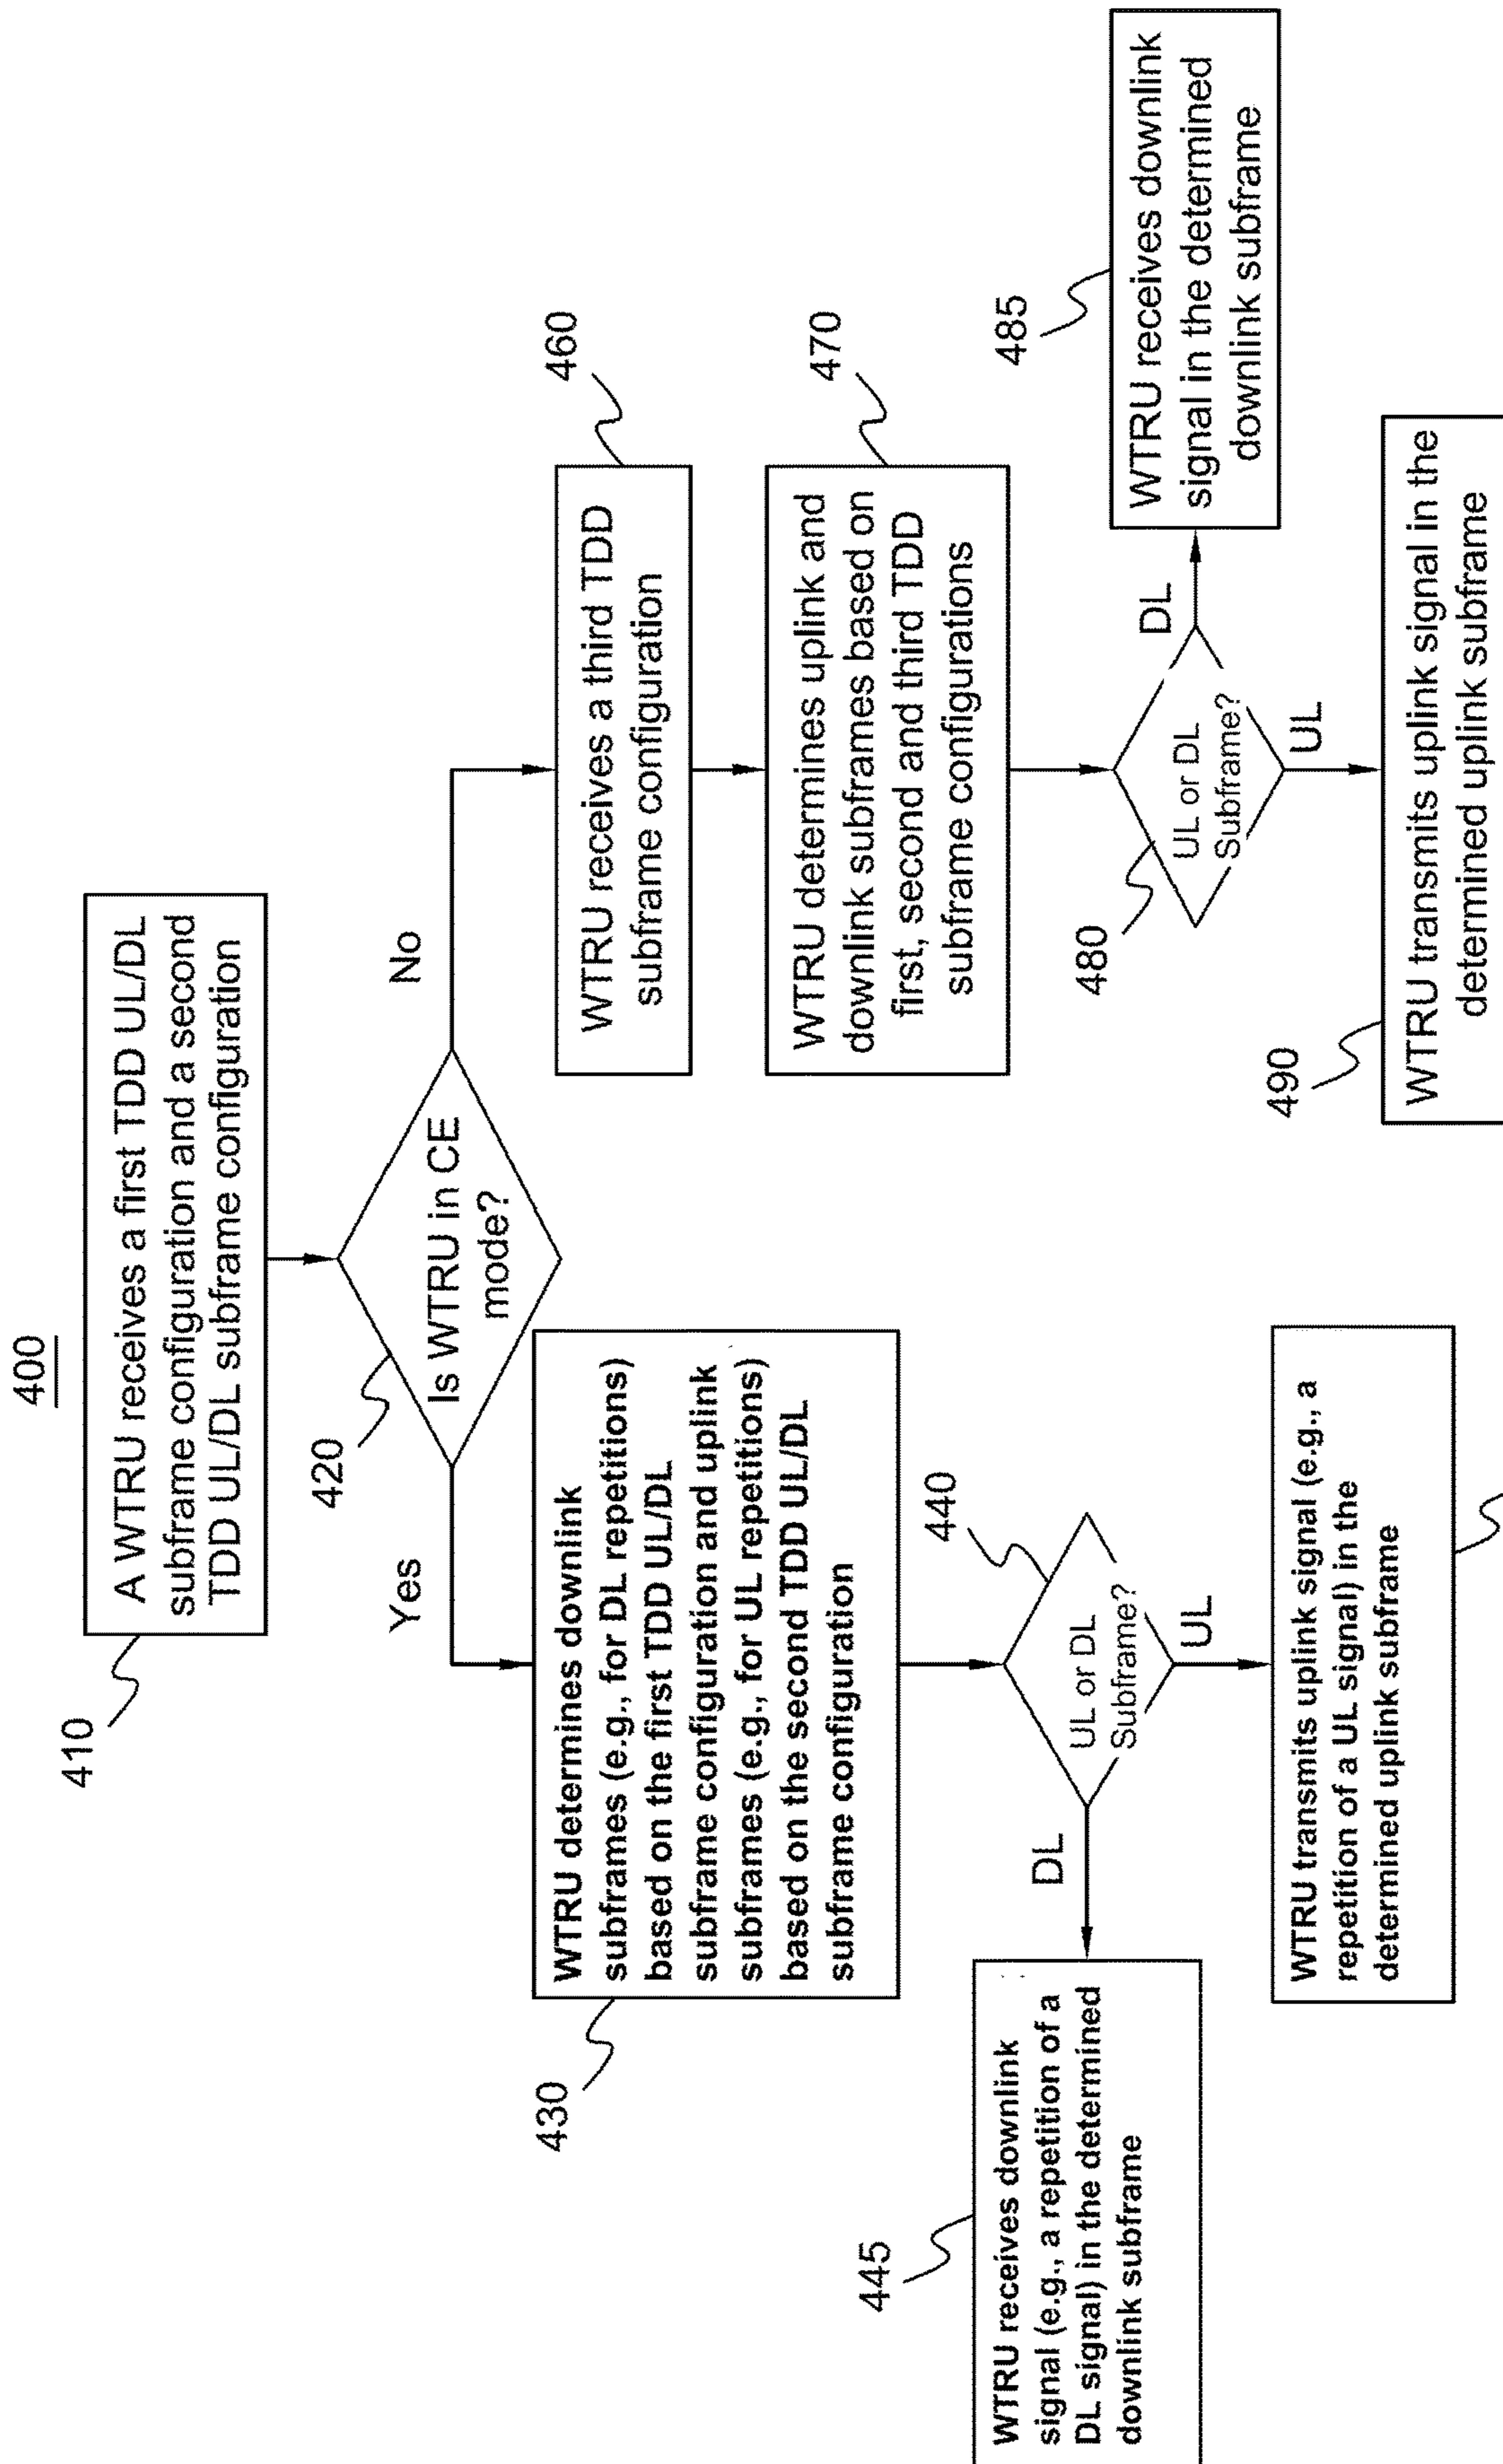 400
410
A WTRU receives a first TDD UL/DL
subframe configuration and a second
TDD UL/DL subframe configuration
420
Is WTRU in CE
mode?
Yes
No
430
WTRU determines downlink
subframes (e.g., for DL repetitions)
based on the first TDD UL/DL
subframe configuration and uplink
subframes (e.g., for UL repetitions)
based on the second TDD UL/DL
subframe configuration
440
UL or DL
Subframe?
DL
UL
445
WTRU receives downlink
signal (e.g., a repetition of a
DL signal) in the determined
downlink subframe
WTRU transmits uplink signal (e.g., a
repetition of a UL signal) in the
determined uplink subframe
460
WTRU receives a third TDD
subframe configuration
470
WTRU determines uplink and
downlink subframes based on
first, second and third TDD
subframe configurations
480
UL or DL
Subframe?
DL
UL
485
WTRU receives downlink
signal in the determined
downlink subframe
490
WTRU transmits uplink signal in the
determined uplink subframe